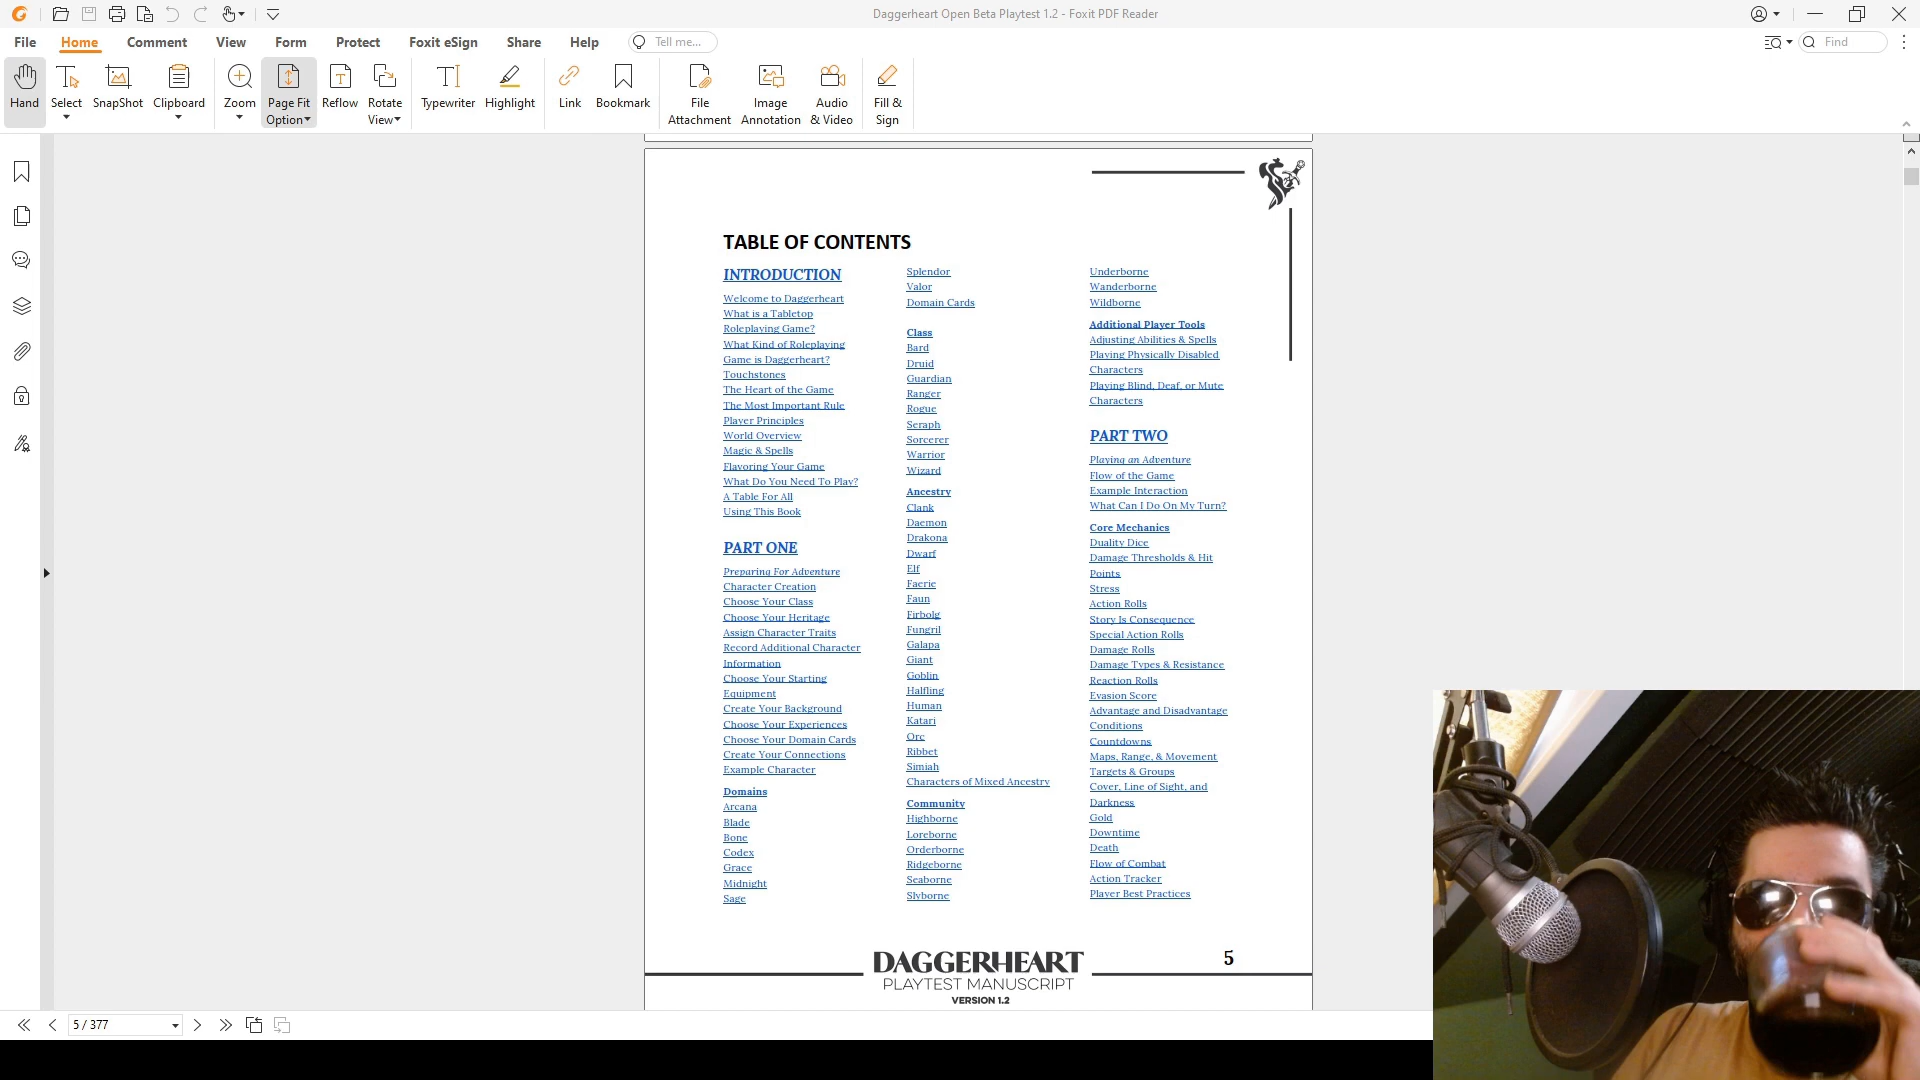 Daggerheart Open Beta Playtest 1.2 - Foxit PDF Reader
File
Home
Comment
View
Form
Protect
Foxit eSign
Share
Help
Tell me...
Find
Hand
Select
SnapShot
Clipboard
Zoom
Page Fit
Option
Reflow
Rotate
View
Typewriter
Highlight
Link
Bookmark
File
Attachment
Image
Annotation
Audio
& Video
Fill &
Sign
TABLE OF CONTENTS
INTRODUCTION
Welcome to Daggerheart
What is a Tabletop
Roleplaying Game?
What Kind of Roleplaying
Game is Daggerheart?
Touchstones
The Heart of the Game
The Most Important Rule
Player Principles
World Overview
Magic & Spells
Flavoring Your Game
What Do You Need To Play?
A Table For All
Using This Book
PART ONE
Preparing For Adventure
Character Creation
Choose Your Class
Choose Your Heritage
Assign Character Traits
Record Additional Character
Information
Choose Your Starting
Equipment
Create Your Background
Choose Your Experiences
Choose Your Domain Cards
Create Your Connections
Example Character
Domains
Arcana
Blade
Bone
Codex
Grace
Midnight
Sage
Splendor
Valor
Domain Cards
Class
Bard
Druid
Guardian
Ranger
Rogue
Seraph
Sorcerer
Warrior
Wizard
Ancestry
Clank
Daemon
Drakona
Dwarf
Elf
Faerie
Faun
Firbolg
Fungril
Galapa
Giant
Goblin
Halfling
Human
Katari
Orc
Ribbet
Simiah
Characters of Mixed Ancestry
Community
Highborne
Loreborne
Orderborne
Ridgeborne
Seaborne
Slyborne
Underborne
Wanderborne
Wildborne
Additional Player Tools
Adjusting Abilities & Spells
Playing Physically Disabled
Characters
Playing Blind, Deaf, or Mute
Characters
PART TWO
Playing an Adventure
Flow of the Game
Example Interaction
What Can I Do On My Turn?
Core Mechanics
Duality Dice
Damage Thresholds & Hit
Points
Stress
Action Rolls
Story Is Consequence
Special Action Rolls
Damage Rolls
Damage Types & Resistance
Reaction Rolls
Evasion Score
Advantage and Disadvantage
Conditions
Countdowns
Maps, Range, & Movement
Targets & Groups
Cover, Line of Sight, and
Darkness
Gold
Downtime
Death
Flow of Combat
Action Tracker
Player Best Practices
DAGGERHEART
PLAYTEST MANUSCRIPT
VERSION 1.2
5
5 / 377